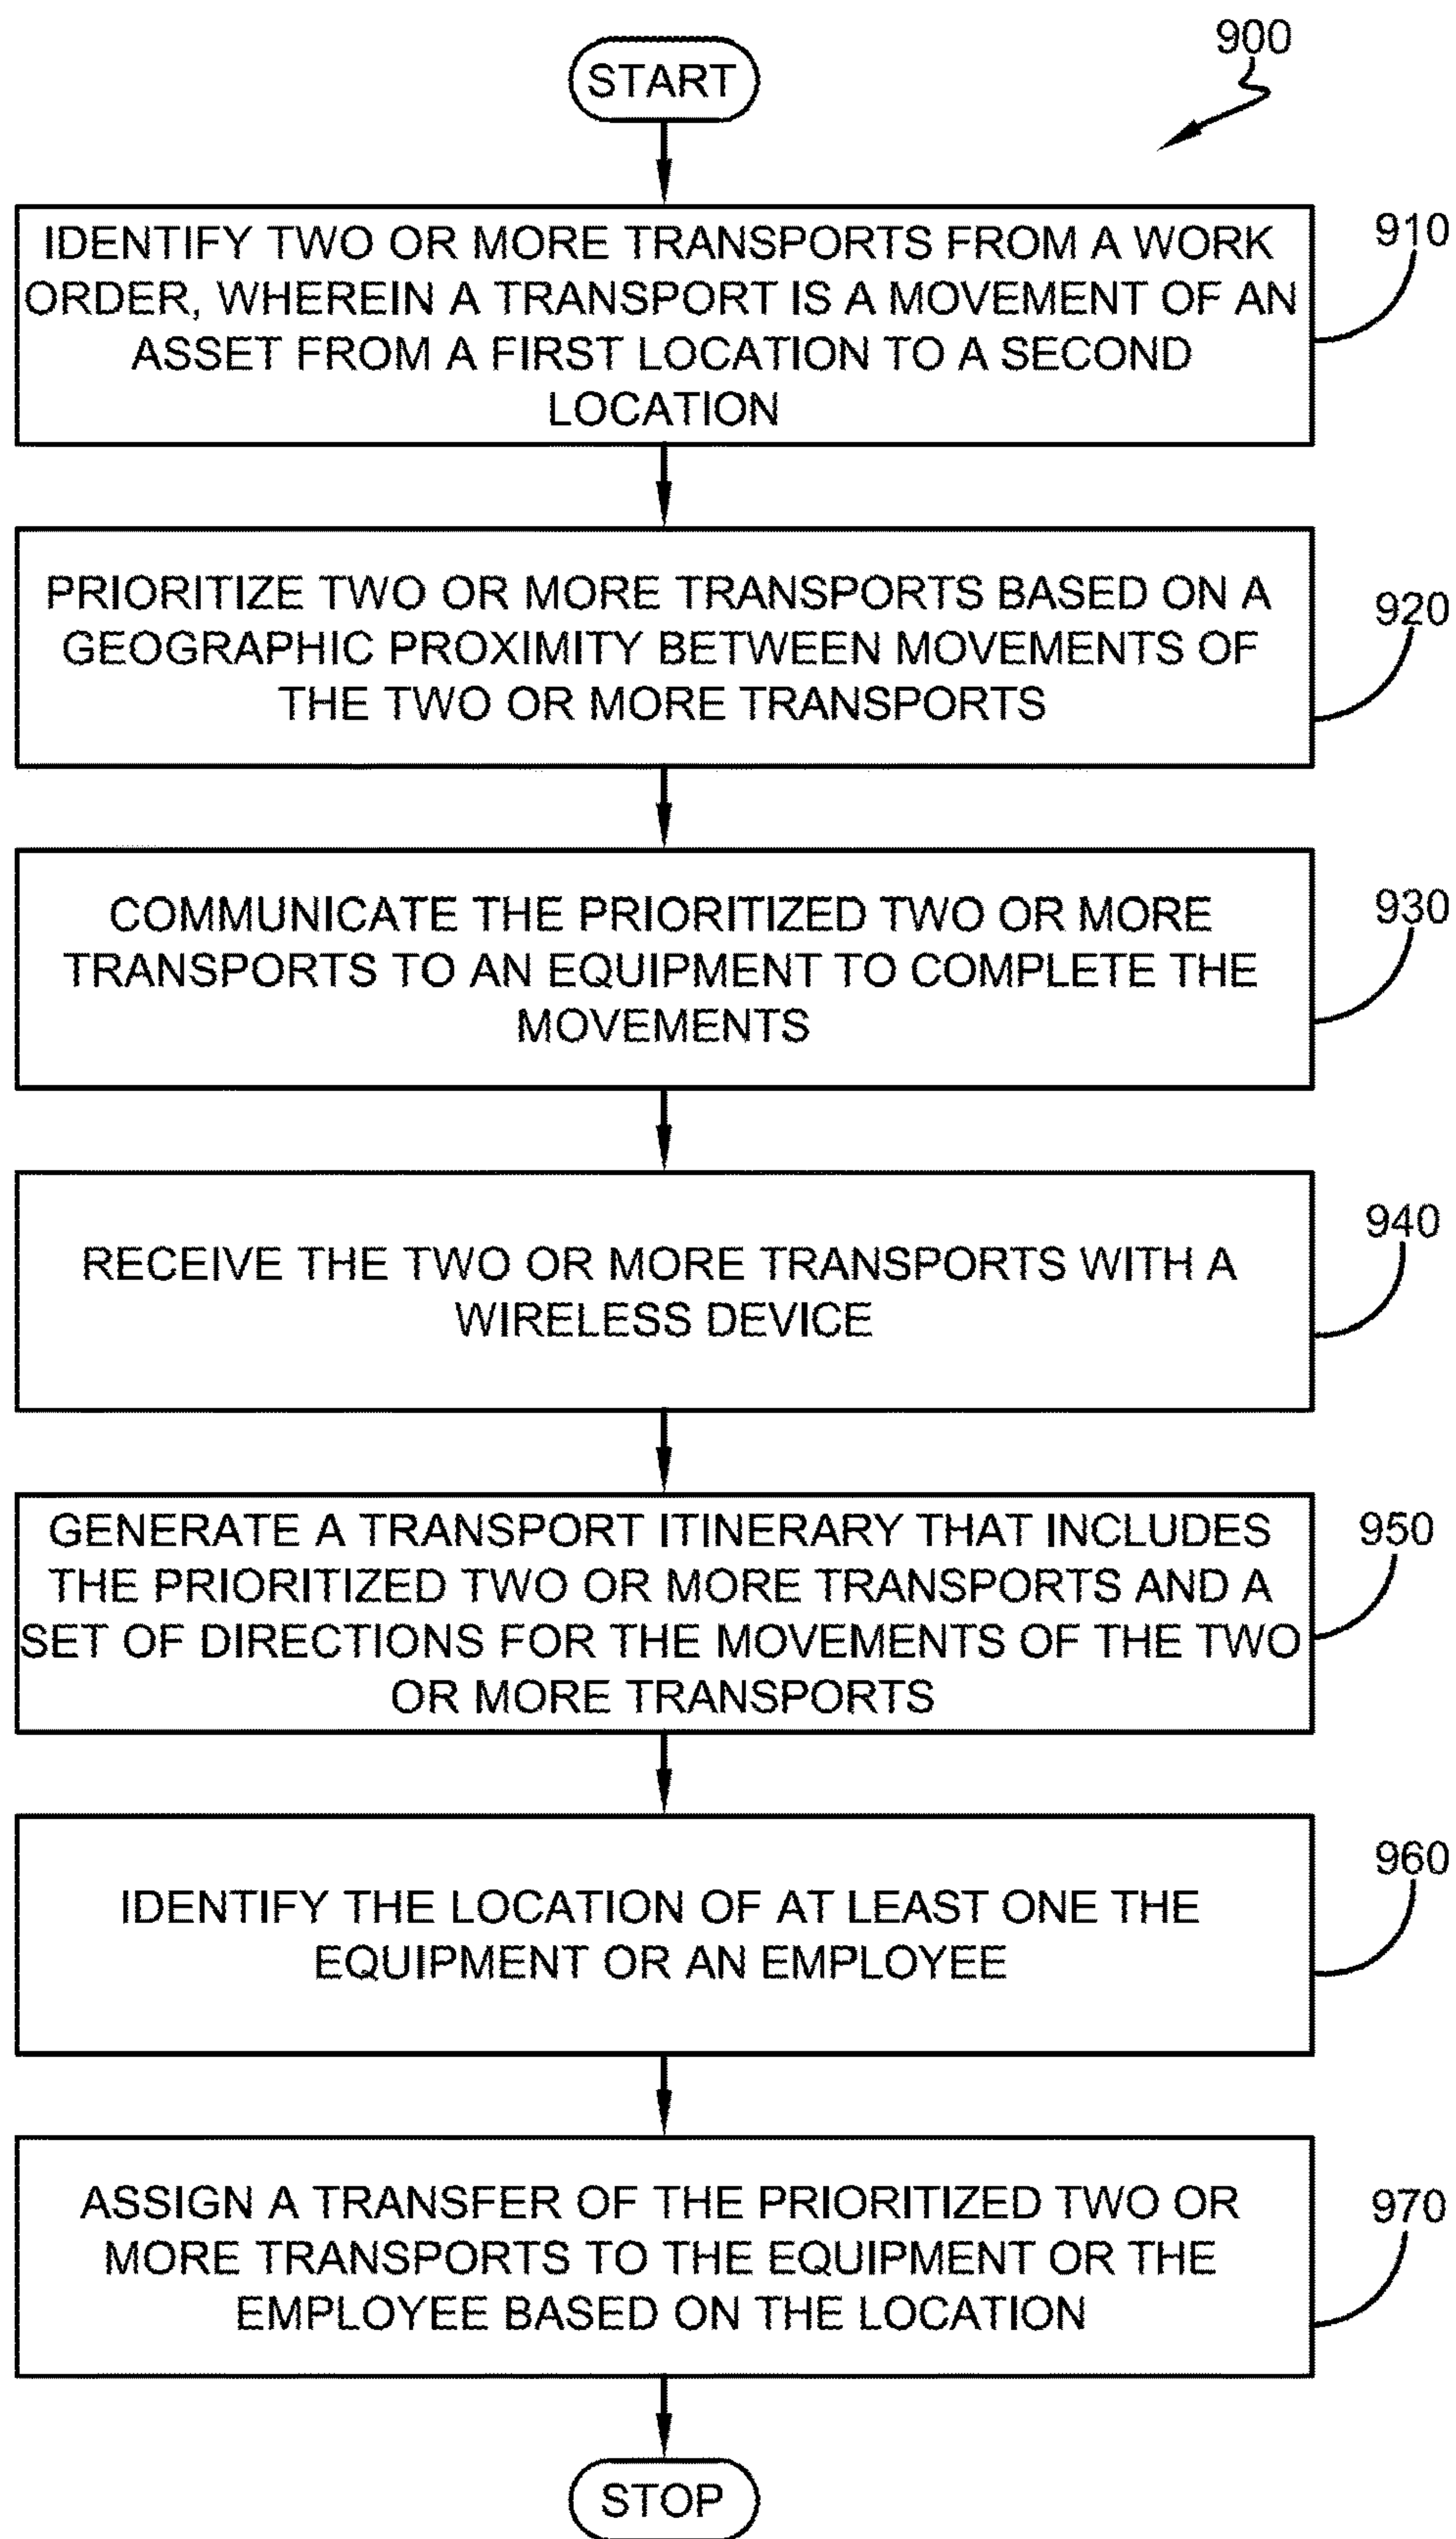 900
START
IDENTIFY TWO OR MORE TRANSPORTS FROM A WORK
ORDER, WHEREIN A TRANSPORT IS A MOVEMENT OF AN
ASSET FROM A FIRST LOCATION TO A SECOND
LOCATION
910
PRIORITIZE TWO OR MORE TRANSPORTS BASED ON A
GEOGRAPHIC PROXIMITY BETWEEN MOVEMENTS OF
THE TWO OR MORE TRANSPORTS
920
COMMUNICATE THE PRIORITIZED TWO OR MORE
TRANSPORTS TO AN EQUIPMENT TO COMPLETE THE
MOVEMENTS
930
RECEIVE THE TWO OR MORE TRANSPORTS WITH A
WIRELESS DEVICE
940
GENERATE A TRANSPORT ITINERARY THAT INCLUDES
THE PRIORITIZED TWO OR MORE TRANSPORTS AND A
SET OF DIRECTIONS FOR THE MOVEMENTS OF THE TWO
OR MORE TRANSPORTS
950
IDENTIFY THE LOCATION OF AT LEAST ONE THE
EQUIPMENT OR AN EMPLOYEE
960
ASSIGN A TRANSFER OF THE PRIORITIZED TWO OR
MORE TRANSPORTS TO THE EQUIPMENT OR THE
EMPLOYEE BASED ON THE LOCATION
970
STOP